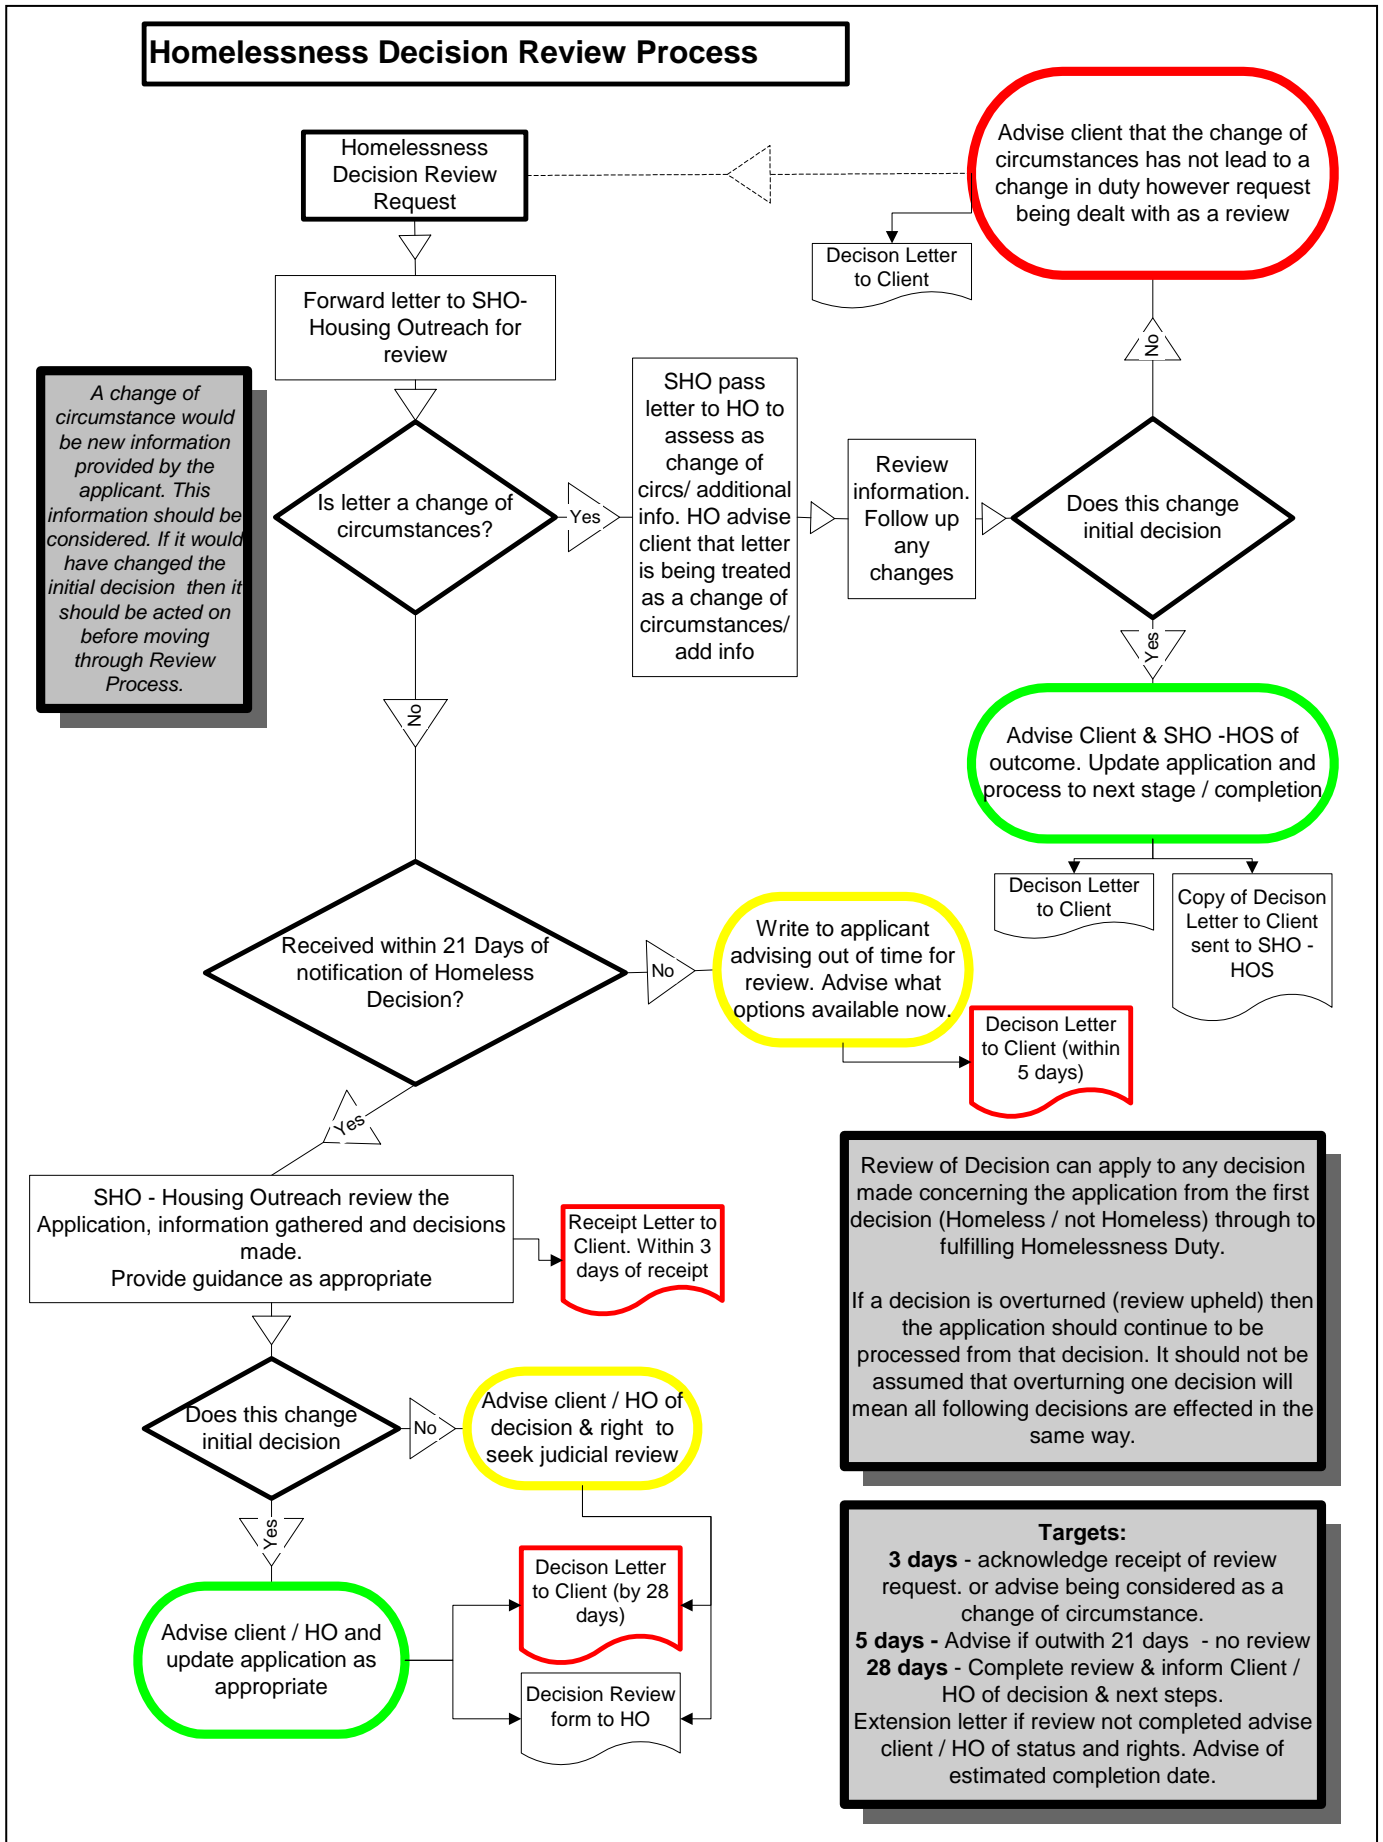 Homelessness Decision Review Process
Homelessness
Decision Review
Request
Advise client that the change of
circumstances has not lead to a
change in duty however request
being dealt with as a review
Decison Letter
to Client
Forward letter to SHO-
Housing Outreach for
review
No
A change of
circumstance would
be new information
provided by the
applicant. This
information should be
considered. If it would
have changed the
initial decision then it
should be acted on
before moving
through Review
Process.
Is letter a change of
circumstances?
Yes
SHO pass
letter to HO to
assess as
change of
circs/ additional
info. HO advise
client that letter
is being treated
as a change of
circumstances/
add info
Review
information.
Follow up
any
changes
Does this change
initial decision
Yes
No
Advise Client & SHO -HOS of
outcome. Update application and
process to next stage / completion
Decison Letter
to Client
Copy of Decison
Letter to Client
sent to SHO -
HOS
Received within 21 Days of
notification of Homeless
Decision?
No
Write to applicant
advising out of time for
review. Advise what
options available now.
Decison Letter
to Client (within
5 days)
Yes
SHO - Housing Outreach review the
Application, information gathered and decisions
made.
Provide guidance as appropriate
Receipt Letter to
Client. Within 3
days of receipt
Review of Decision can apply to any decision
made concerning the application from the first
decision (Homeless / not Homeless) through to
fulfilling Homelessness Duty.
If a decision is overturned (review upheld) then
the application should continue to be
processed from that decision. It should not be
assumed that overturning one decision will
mean all following decisions are effected in the
same way.
Does this change
initial decision
No
Advise client / HO of
decision & right to
seek judicial review
Yes
Decison Letter
to Client (by 28
days)
Advise client / HO and
update application as
appropriate
Decision Review
form to HO
Targets:
3 days - acknowledge receipt of review
request. or advise being considered as a
change of circumstance.
5 days - Advise if outwith 21 days - no review
28 days - Complete review & inform Client /
HO of decision & next steps.
Extension letter if review not completed advise
client / HO of status and rights. Advise of
estimated completion date.